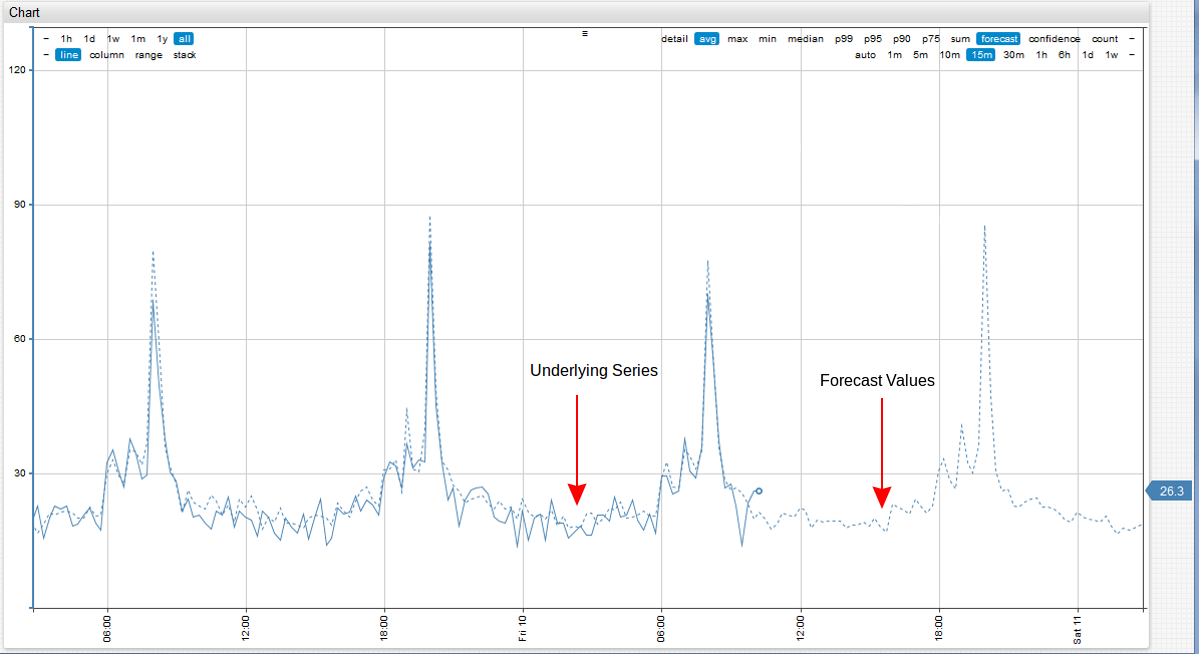 Chart
– 1h 1d 1w 1m 1y all
detail avg max min median p99 p95 p90 p75 sum forecast confidence count –
– line column range stack
auto 1m 5m 10m 15m 30m 1h 6h 1d 1w –
120
90
60
30
Underlying Series
Forecast Values
26.3
06:00
12:00
18:00
Fri 10
06:00
12:00
18:00
Sat 11